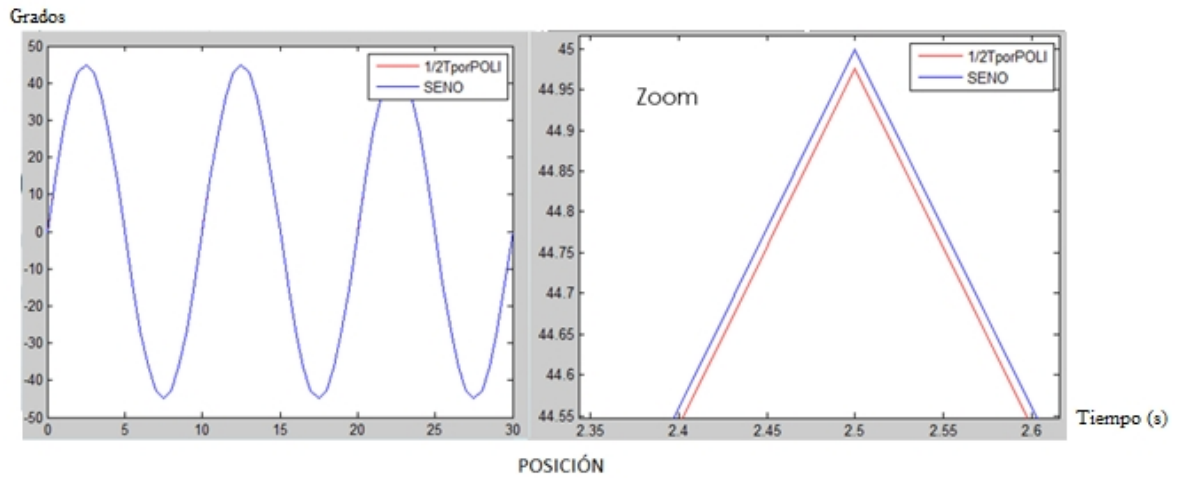 Grados
50
40
30
20
10
0
-10
-20
-30
-40
-50
0 5 10 15 20 25 30
1/2TporPOLI
SENO
45
44.95
44.9
44.85
44.8
44.75
44.7
44.65
44.6
44.55
2.35 2.4 2.45 2.5 2.55 2.6
Zoom
1/2TporPOLI
SENO
Tiempo (s)
POSICIÓN